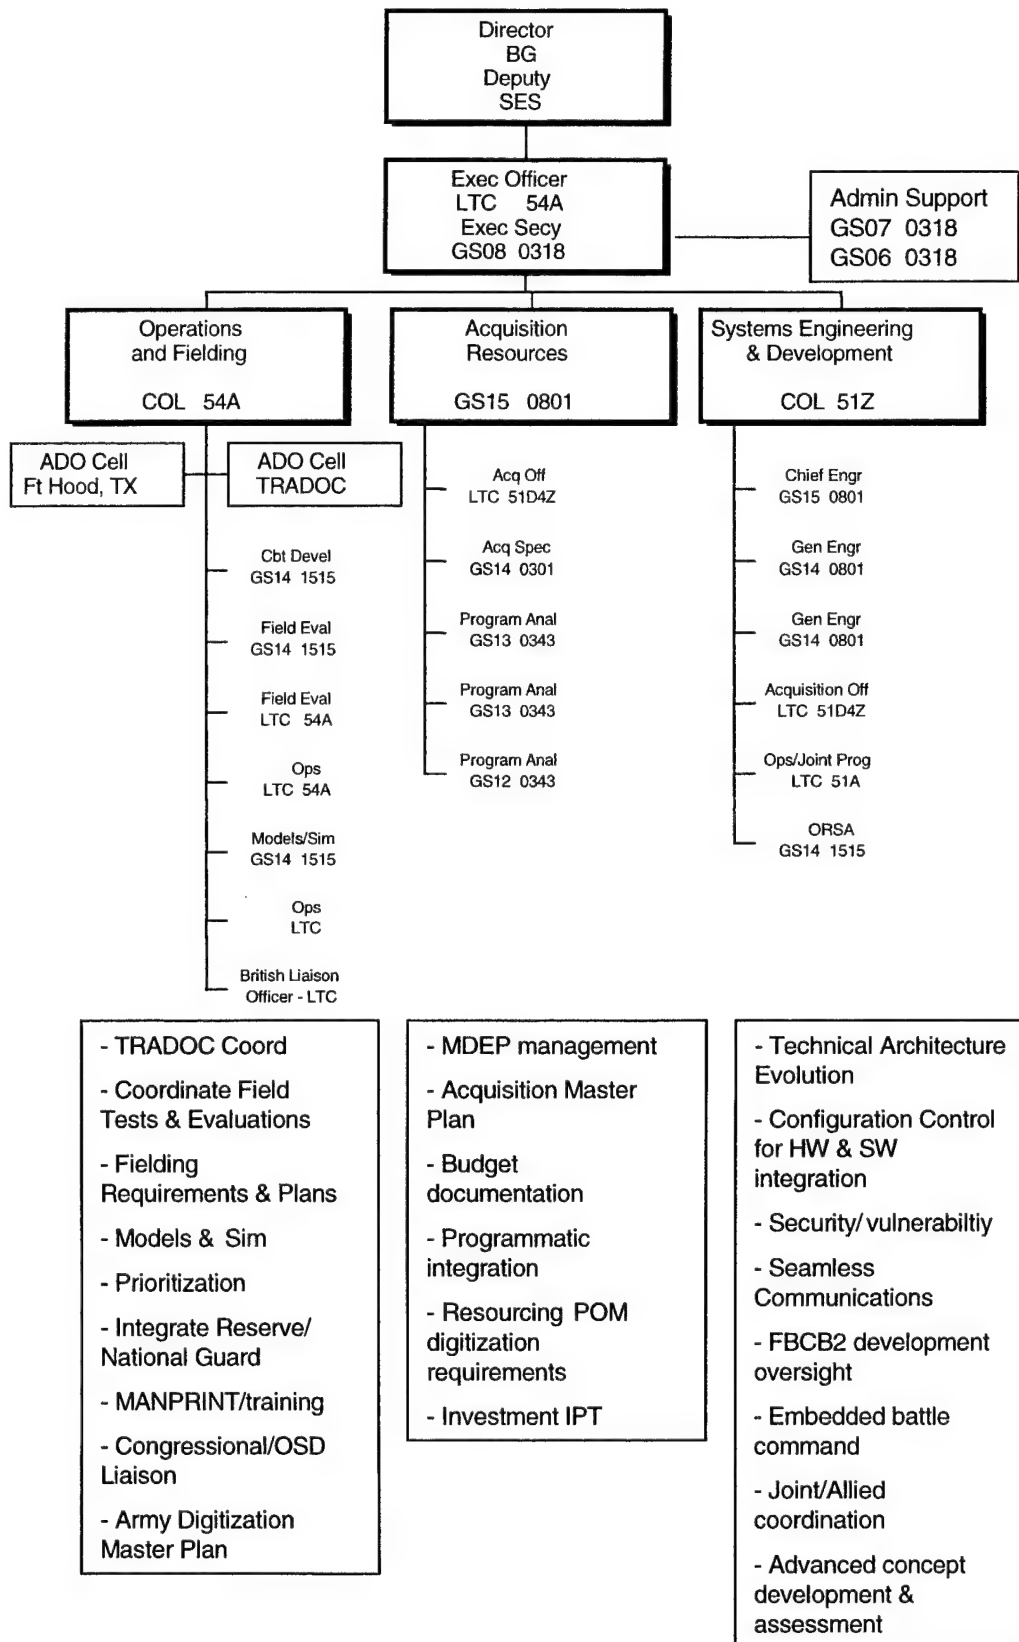 Director
BG
Deputy
SES
Exec Officer
LTC 54A
Exec Secy
GS08 0318
Admin Support
GS07 0318
GS06 0318
Operations
and Fielding
COL 54A
Acquisition
Resources
GS15 0801
Systems Engineering
& Development
COL 51Z
ADO Cell
Ft Hood, TX
ADO Cell
TRADOC
Cbt Devel
GS14 1515
Field Eval
GS14 1515
Field Eval
LTC 54A
Ops
LTC 54A
Models/Sim
GS14 1515
Ops
LTC
British Liaison
Officer - LTC
Acq Off
LTC 51D4Z
Acq Spec
GS14 0301
Program Anal
GS13 0343
Program Anal
GS13 0343
Program Anal
GS12 0343
Chief Engr
GS15 0801
Gen Engr
GS14 0801
Gen Engr
GS14 0801
Acquisition Off
LTC 51D4Z
Ops/Joint Prog
LTC 51A
ORSA
GS14 1515
- TRADOC Coord
- Coordinate Field
Tests & Evaluations
- Fielding
Requirements & Plans
- Models & Sim
- Prioritization
- Integrate Reserve/
National Guard
- MANPRINT/training
- Congressional/OSD
Liaison
- Army Digitization
Master Plan
- MDEP management
- Acquisition Master
Plan
- Budget
documentation
- Programmatic
integration
- Resourcing POM
digitization
requirements
- Investment IPT
- Technical Architecture
Evolution
- Configuration Control
for HW & SW
integration
- Security/ vulnerabiltiy
- Seamless
Communications
- FBCB2 development
oversight
- Embedded battle
command
- Joint/Allied
coordination
- Advanced concept
development &
assessment